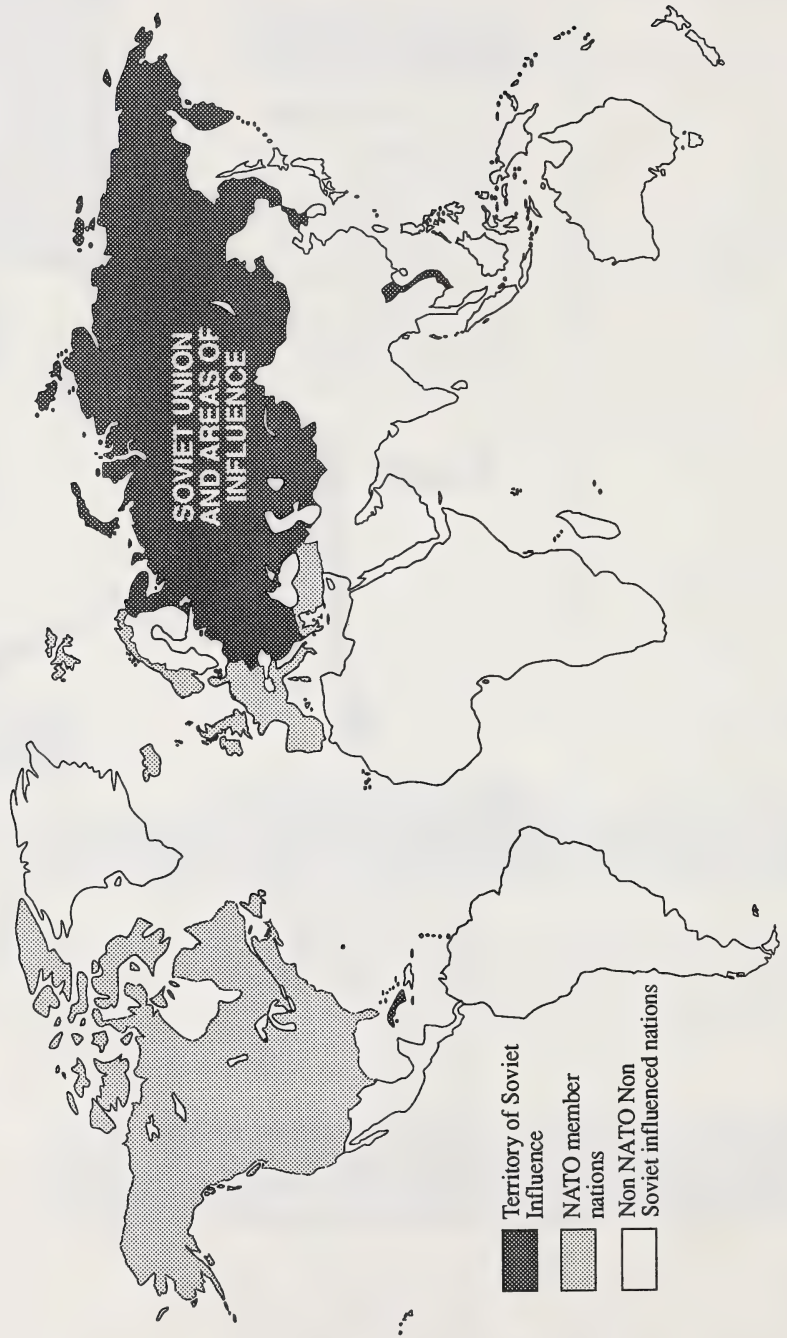 SOVIET UNION
AND AREAS OF
INFLUENCE
Territory of Soviet
Influence
NATO member
nations
Non NATO Non
Soviet influenced nations